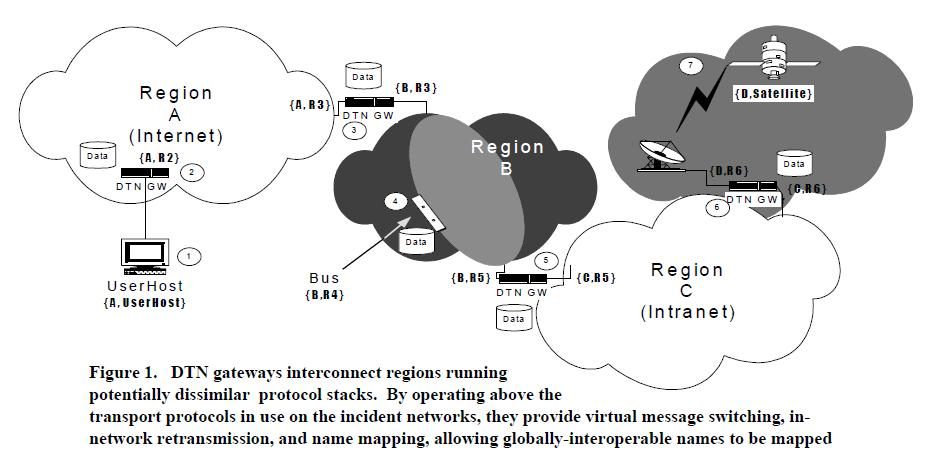 Region
A
(Internet)
Data
{A, R2}
2
DTN GW
1
UserHost
{A, UserHost}
Data
{A, R3}
{B, R3}
DTN GW
3
Region
B
4
Data
Bus
{B,R4}
{B,R5}
5
{C,R5}
DTN GW
Data
Region
C
(Intranet)
7
{D,Satellite}
Data
{D,R6}
{C,R6}
DTN GW
6
Figure 1. DTN gateways interconnect regions running
potentially dissimilar protocol stacks. By operating above the
transport protocols in use on the incident networks, they provide virtual message switching, in-
network retransmission, and name mapping, allowing globally-interoperable names to be mapped